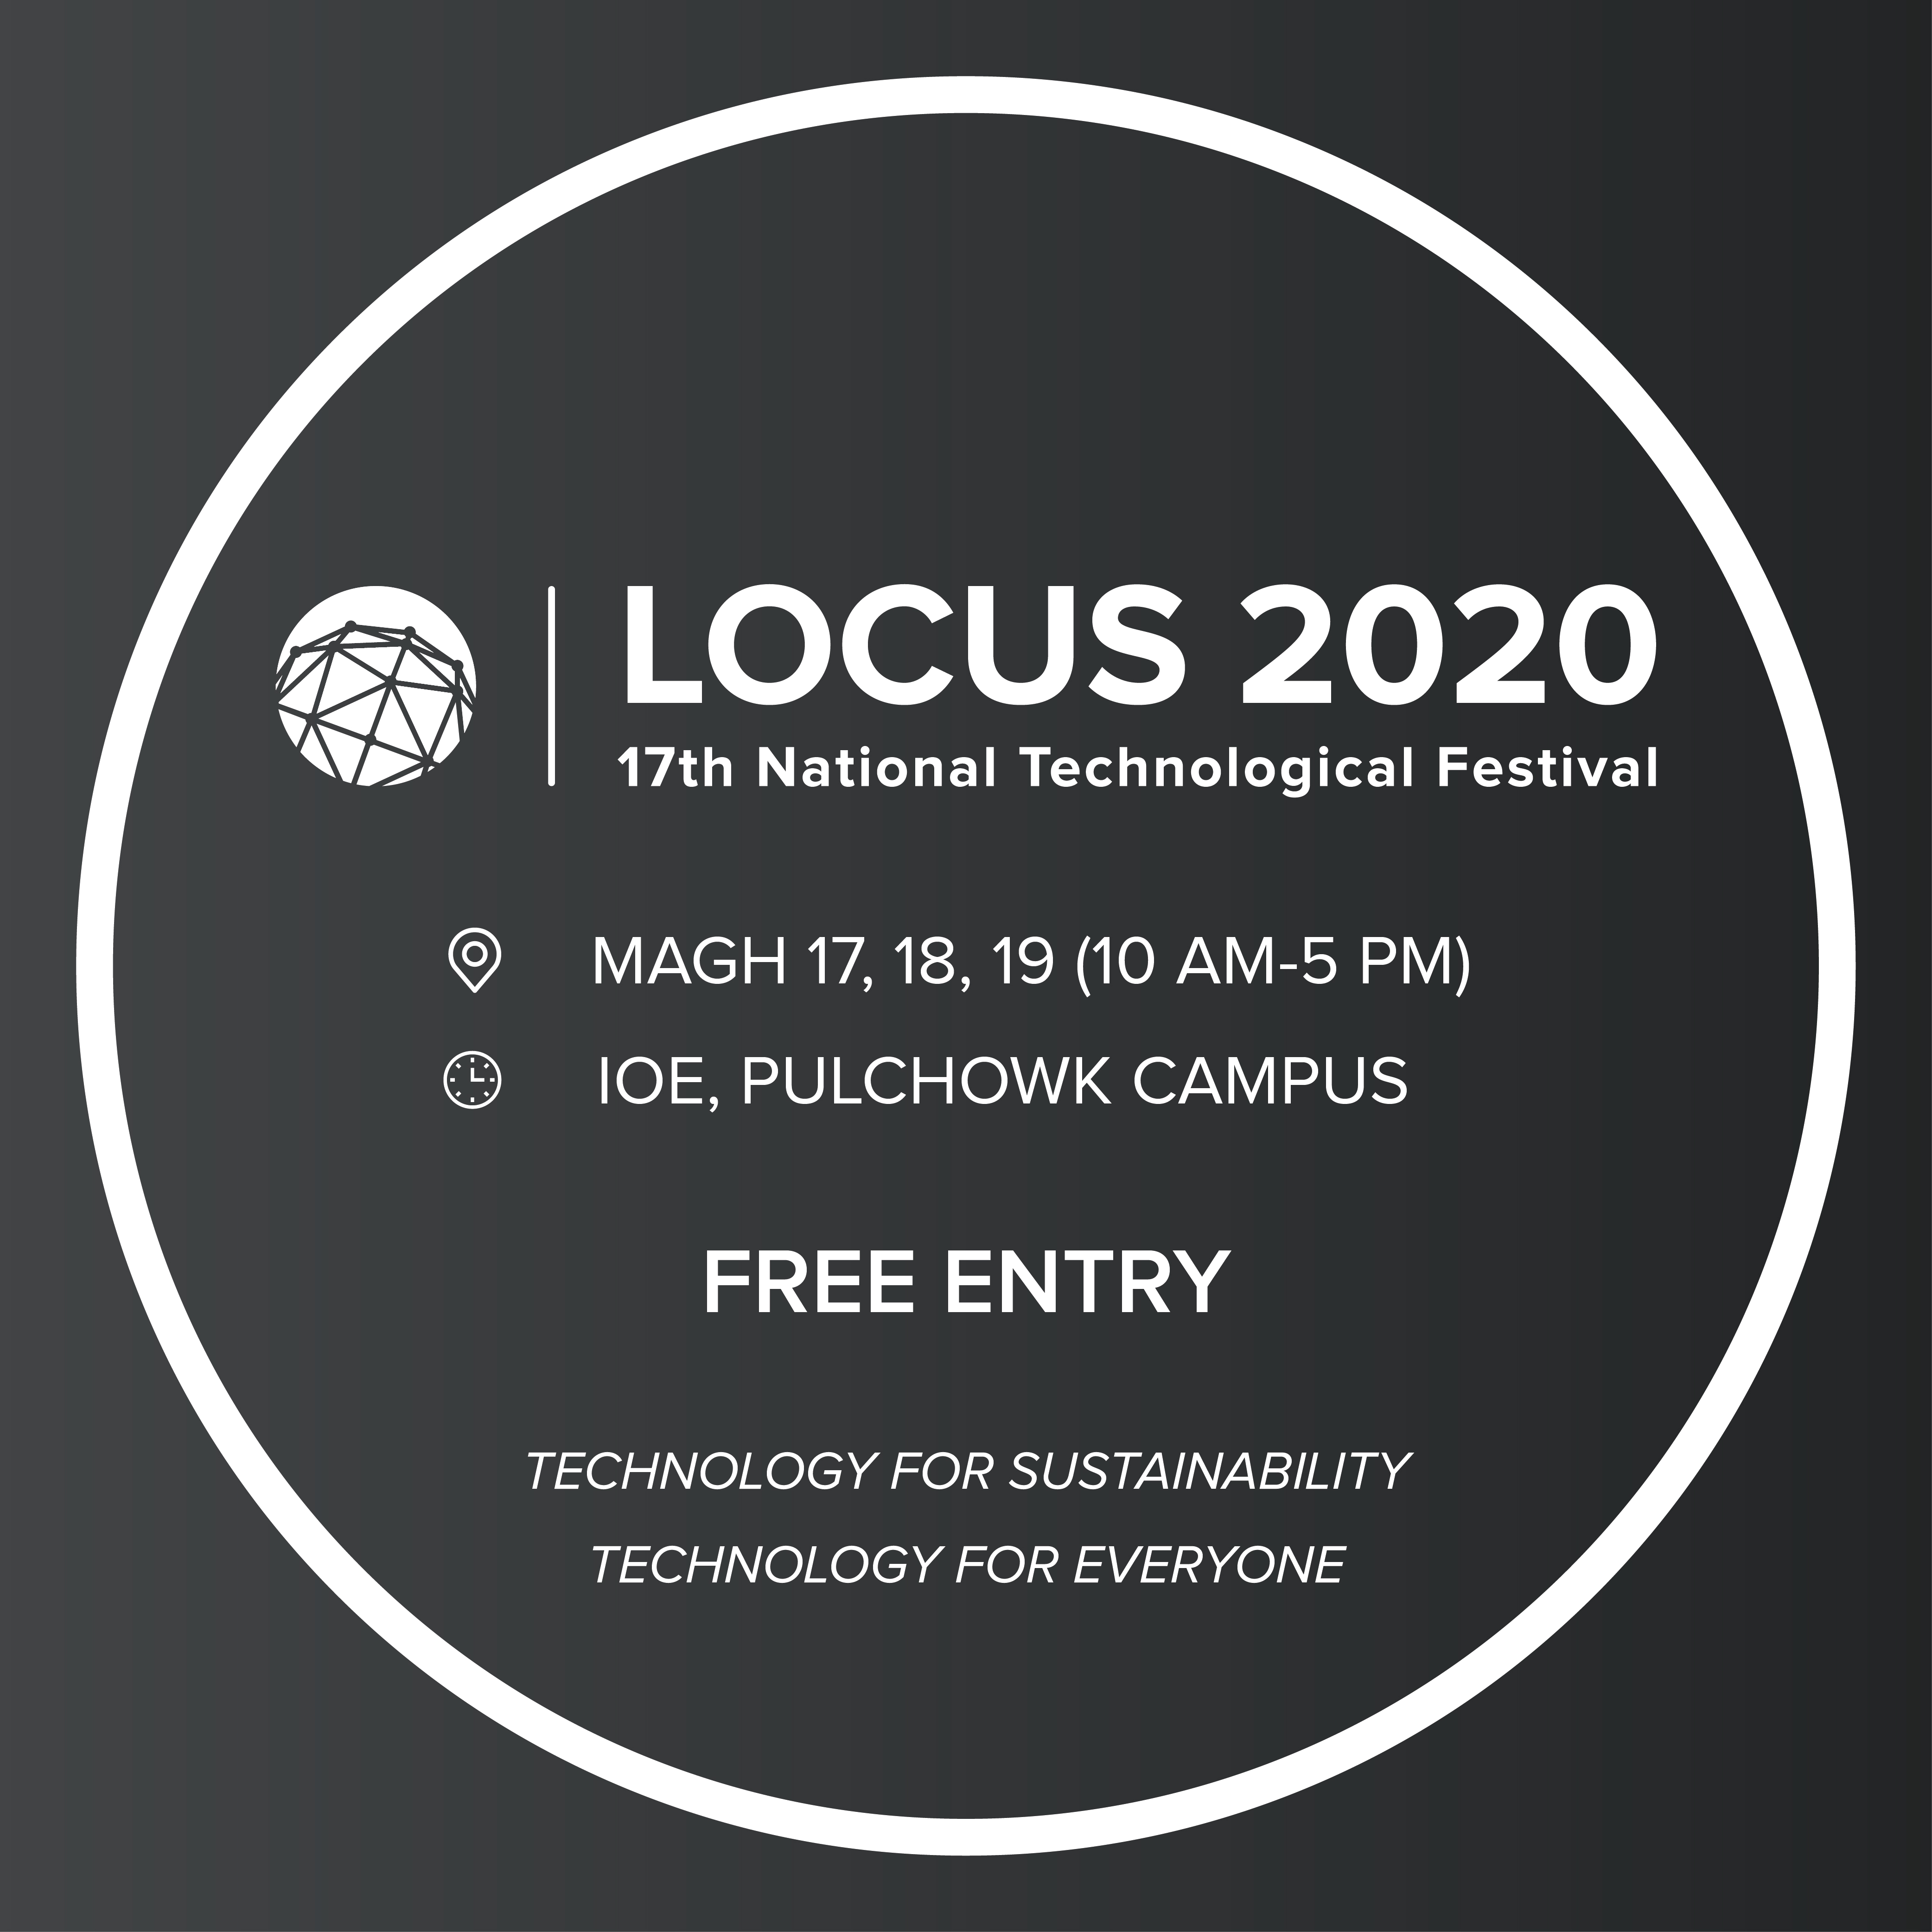 LOCUS 2020
17th National Technological Festival
MAGH 17, 18, 19 (10 AM-5 PM)
IOE, PULCHOWK CAMPUS
FREE ENTRY
TECHNOLOGY FOR SUSTAINABILITY
TECHNOLOGY FOR EVERYONE